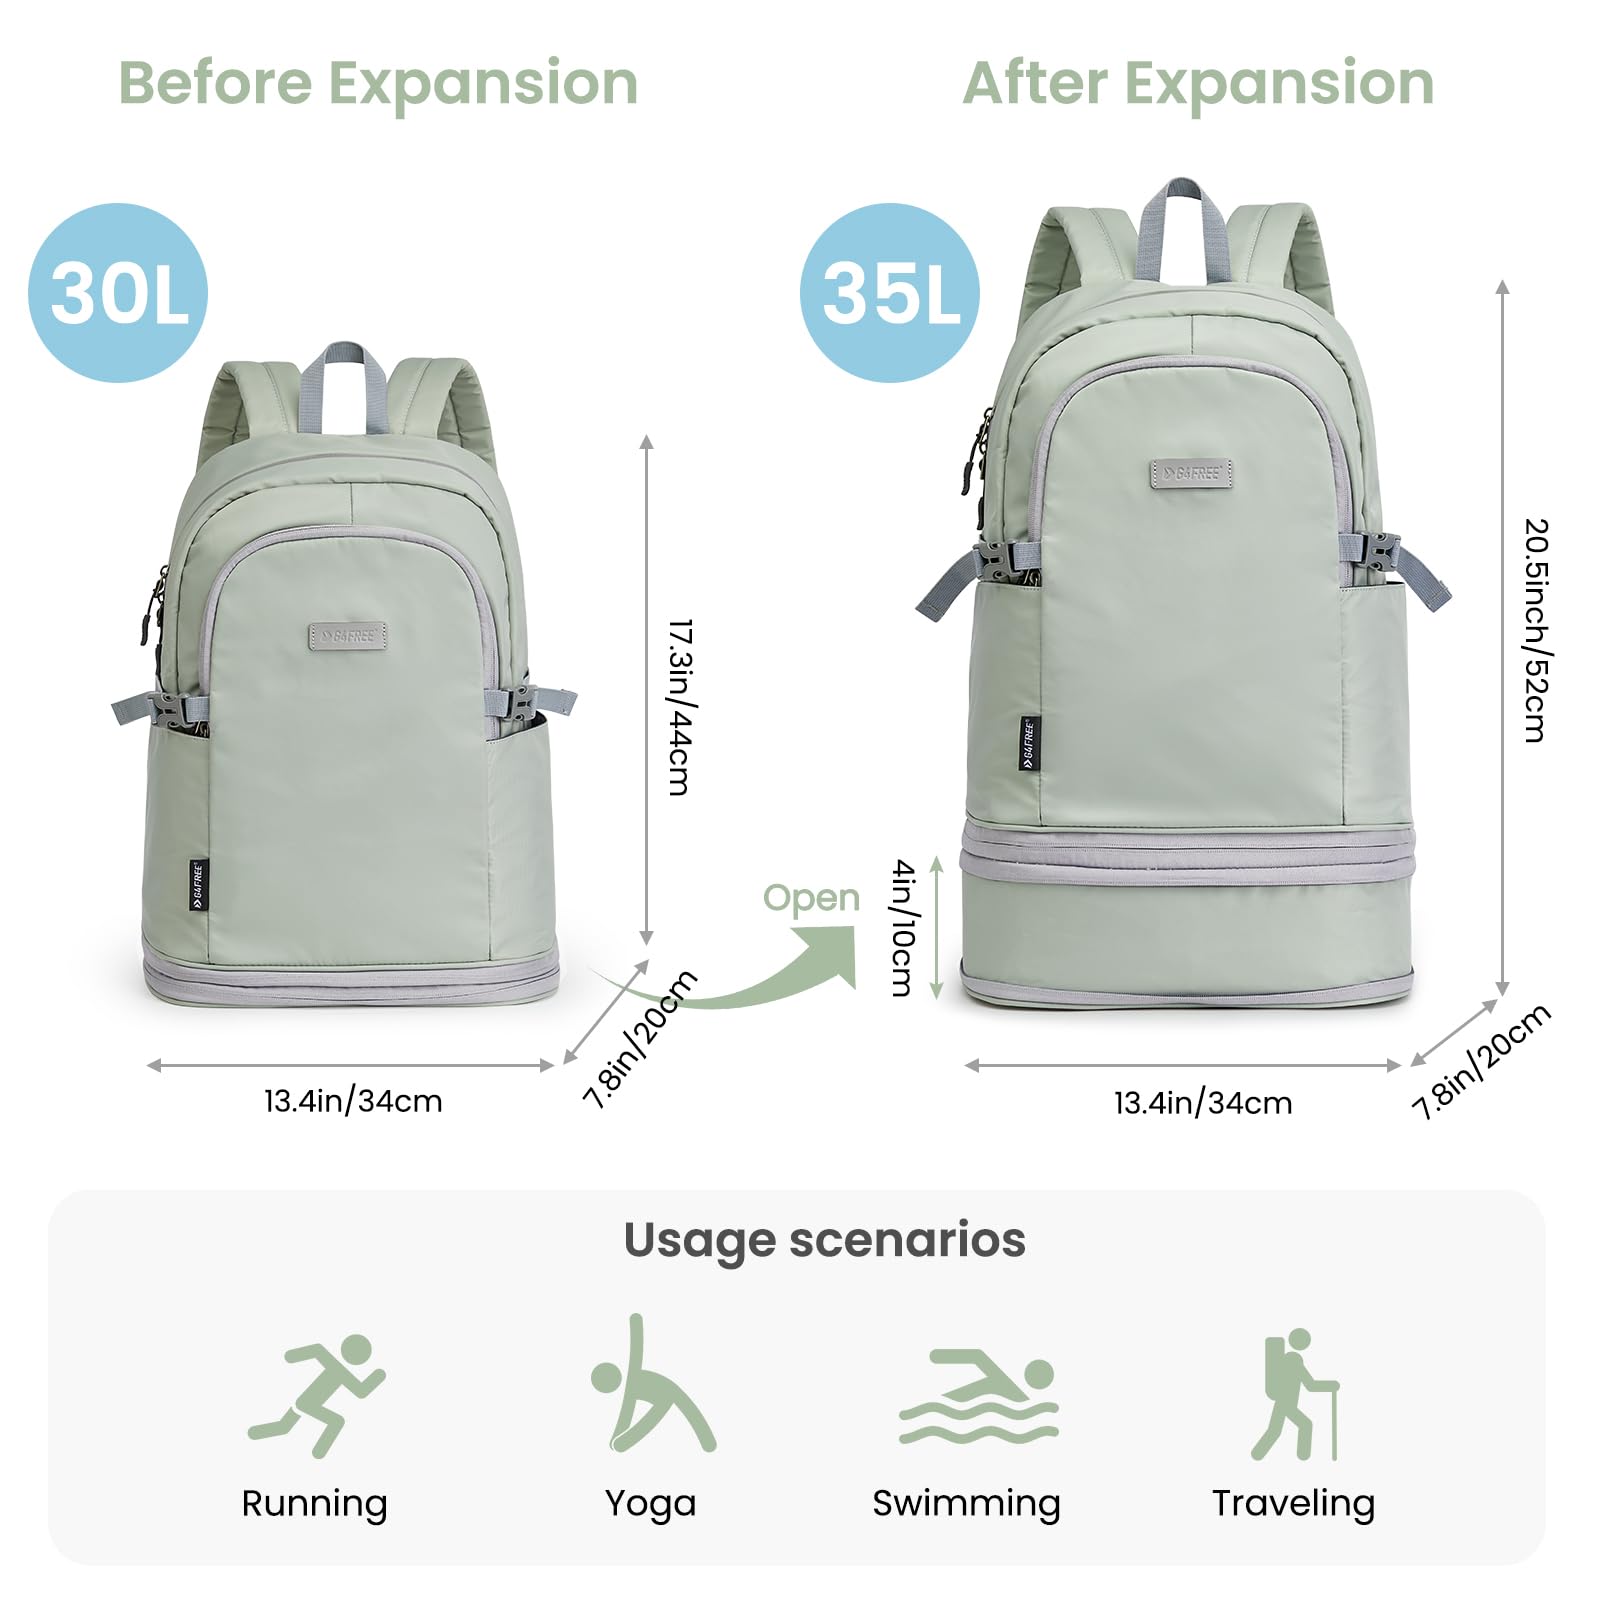 Before Expansion
After Expansion
30L
35L
G4FREE
G4FREE
17.3in/44cm
20.5inch/52cm
G4FREE
G4FREE
Open
4in/10cm
7.8in/20cm
7.8in/20cm
13.4in/34cm
13.4in/34cm
Usage scenarios
Running
Yoga
Swimming
Traveling